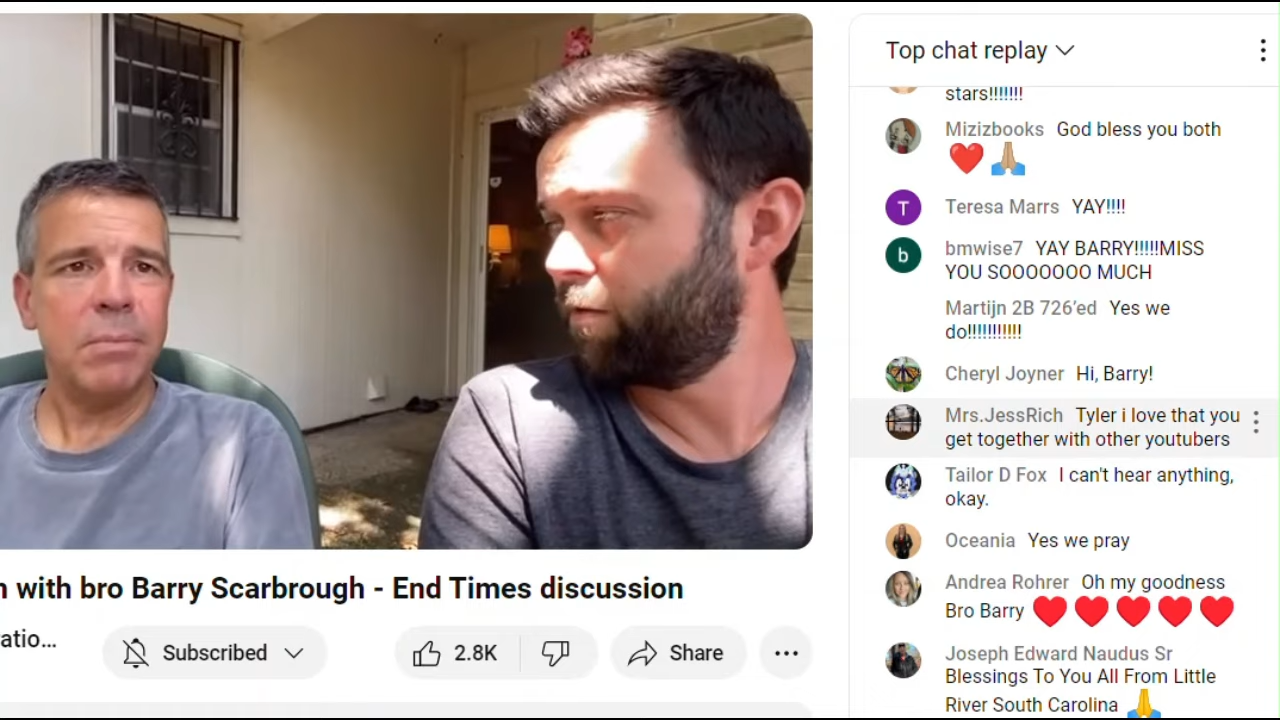 Top chat replay
stars!!!!!!!
Mizizbooks God bless you both
❤️🙏🏼
Teresa Marrs YAY!!!!
T
bmwise7 YAY BARRY!!!!!MISS
b
YOU SOOOOOOO MUCH
Martijn 2B 726’ed Yes we
do!!!!!!!!!!!
Cheryl Joyner Hi, Barry!
Mrs.JessRich Tyler i love that you
get together with other youtubers
Tailor D Fox I can't hear anything,
okay.
Oceania Yes we pray
Andrea Rohrer Oh my goodness
Bro Barry ❤️❤️❤️❤️❤️
Joseph Edward Naudus Sr
Blessings To You All From Little
River South Carolina 🙏
with bro Barry Scarbrough - End Times discussion
Subscribed
2.8K
Share